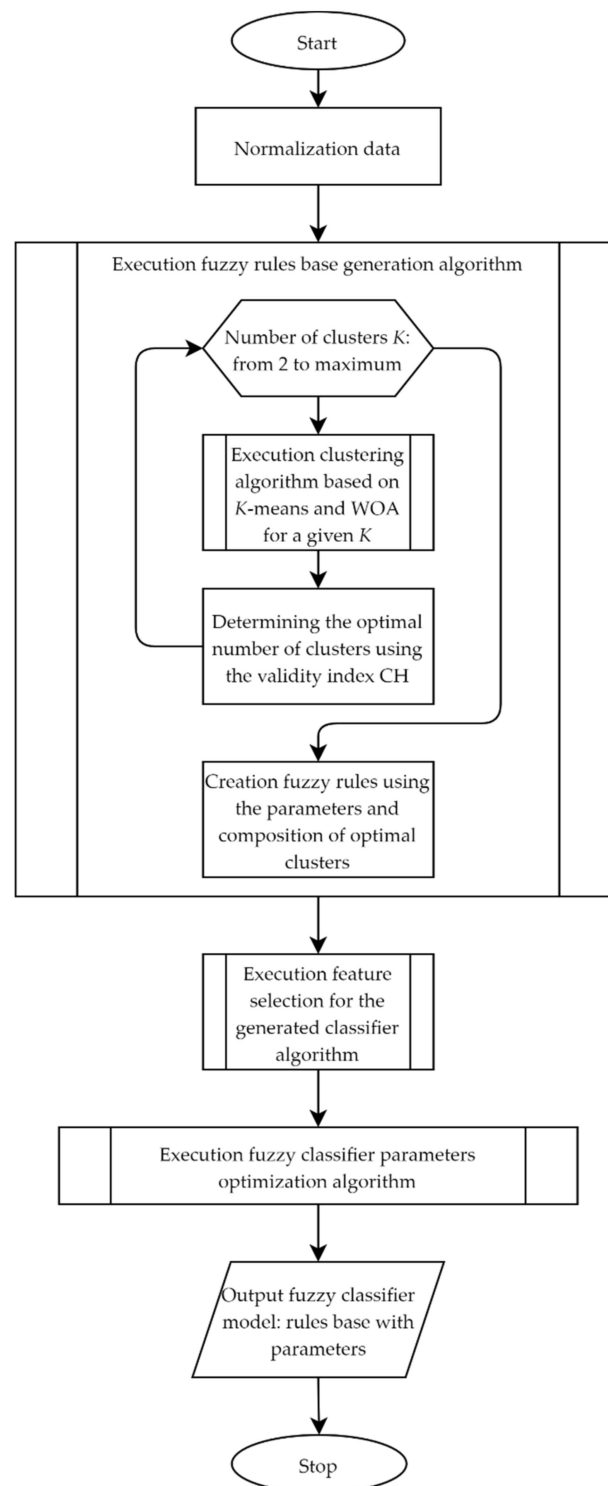 Start
Normalization data
Execution fuzzy rules base generation algorithm
Number of clusters K:
from 2 to maximum
Execution clustering
algorithm based on
K-means and WOA
for a given K
Determining the optimal
number of clusters using
the validity index CH
Creation fuzzy rules using
the parameters and
composition of optimal
clusters
Execution feature
selection for the
generated classifier
algorithm
Execution fuzzy classifier parameters
optimization algorithm
Output fuzzy classifier
model: rules base with
parameters
Stop